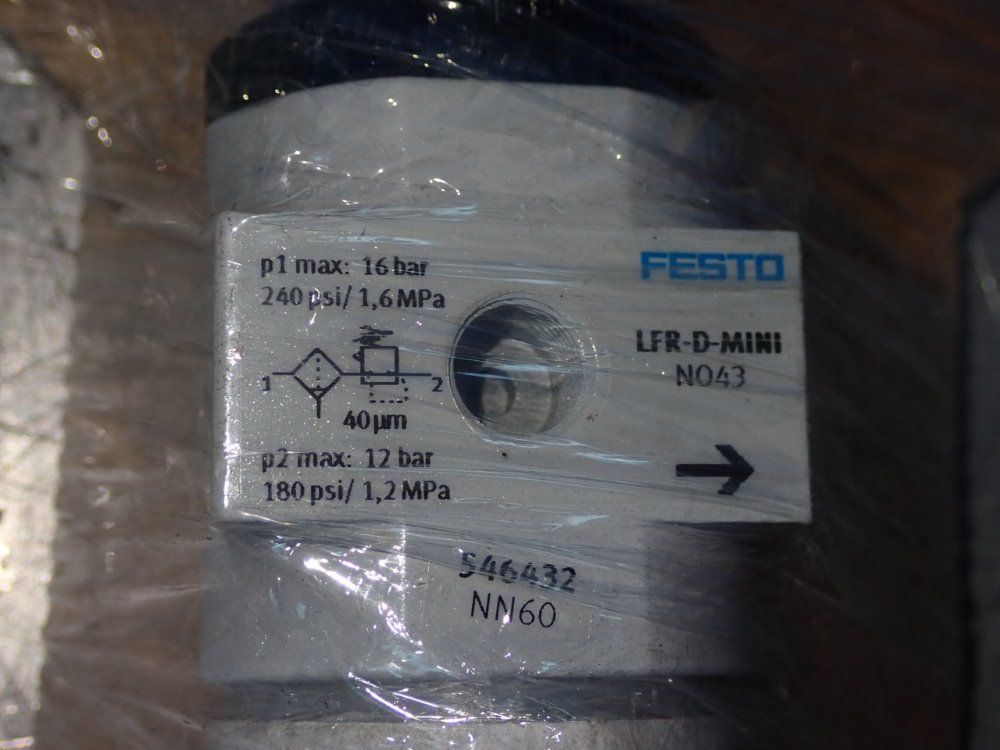 p1 max: 16 bar
240 psi/ 1,6 MPa
1
2
40 µm
p2 max: 12 bar
180 psi/ 1,2 MPa
FESTO
LFR-D-MINI
NO43
546432
NN60